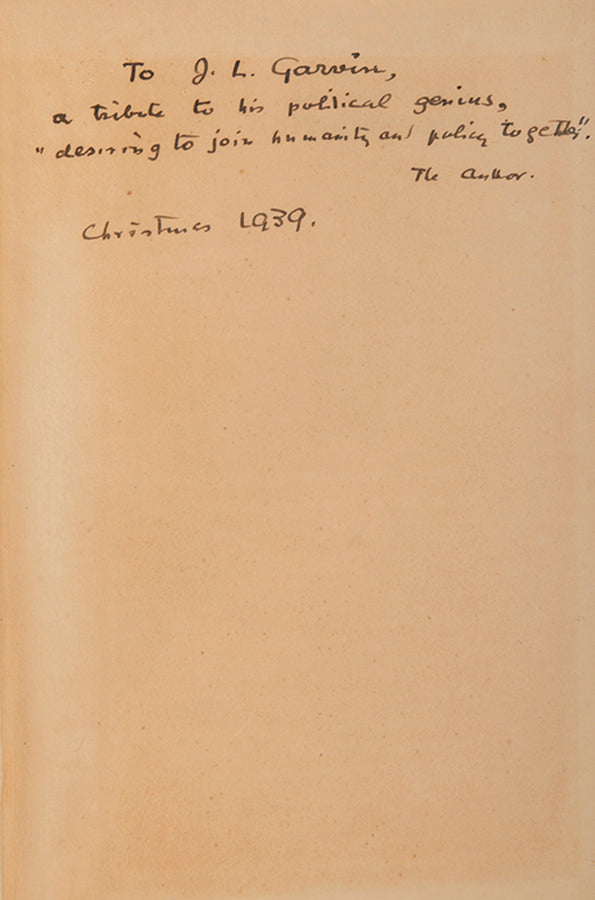 To J. L. Garvin,
a tribute to his political genius,
"desiring to join humanity and policy together".
The Author.
Christmas 1939.